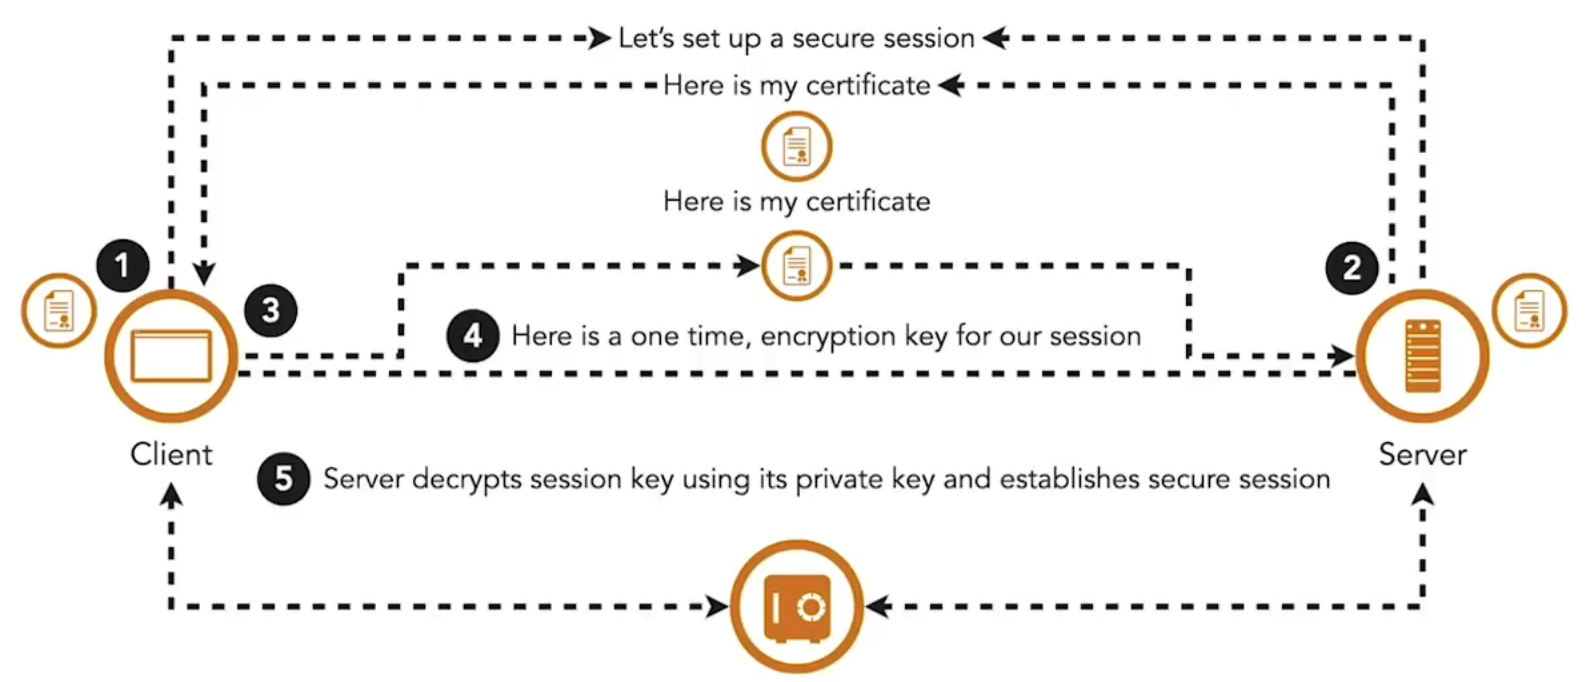 Let's set up a secure session
Here is my certificate
Here is my certificate
1
2
3
4 Here is a one time, encryption key for our session
Client
Server
5 Server decrypts session key using its private key and establishes secure session